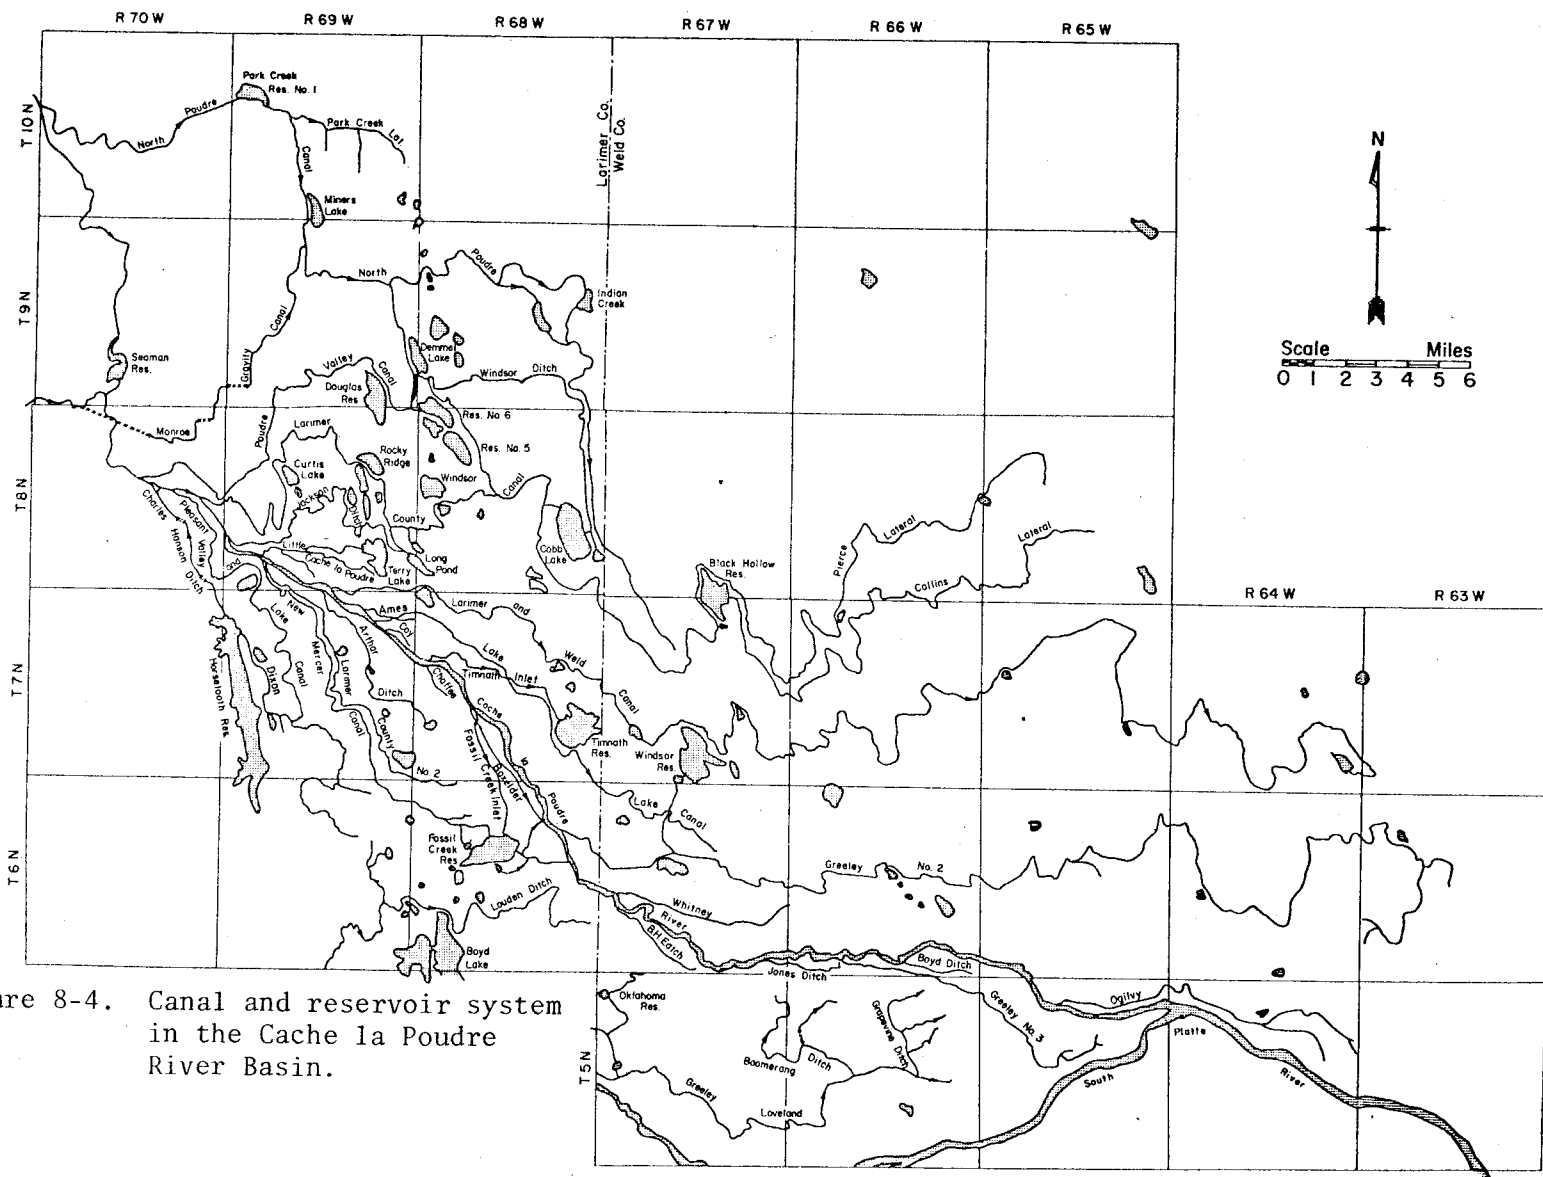 R 70 W
R 69 W
R 68 W
R 67 W
R 66 W
R 65 W
Park Creek
Res. No. 1
T 10 N
North
Poudre
Canal
Park Creek
Lat.
Larimer Co.
Weld Co.
N
Miners
Lake
North
Poudre
Indian
Creek
T 9 N
Canal
Gravity
Seaman
Res.
Demmel
Lake
Valley
Canal
Windsor
Ditch
Douglas
Res
Scale
Miles
0 1 2 3 4 5 6
Monroe
Poudre
Larimer
Res. No 6
Res. No. 5
Rocky
Ridge
Curtis
Lake
Windsor
Canal
T 8 N
Jackson
Ditch
County
Charles
Hanson
Ditch
Pleasant
Valley
and
Little
Cache la Poudre
Terry
Lake
Long
Pond
Cobb
Lake
Black Hollow
Res.
Pierce
Lateral
Lateral
Collins
R 64 W
R 63 W
New
Mercer
Canal
Lake
Canal
Dixon
Larimer
County
No. 2
Arthur
Ditch
Ames
Coy
Lake
Larimer
and
Weld
Canal
Timnath
Inlet
Chaffee
Cache
la
Poudre
T 7 N
Horsetooth Res.
Timnath
Res.
Windsor
Res.
Fossil
Creek Inlet
Boxelder
Lake
Canal
Fossil
Creek
Res
T 6 N
Greeley
No. 2
Louden Ditch
Whitney
River
B.H. Eatch
Boyd
Lake
Jones Ditch
Boyd Ditch
Ogilvy
Greeley No. 3
Oklahoma
Res.
Grapevine Ditch
Boomerang
Ditch
T 5 N
Greeley
Loveland
South
Platte
River
ure 8-4. Canal and reservoir system
in the Cache la Poudre
River Basin.